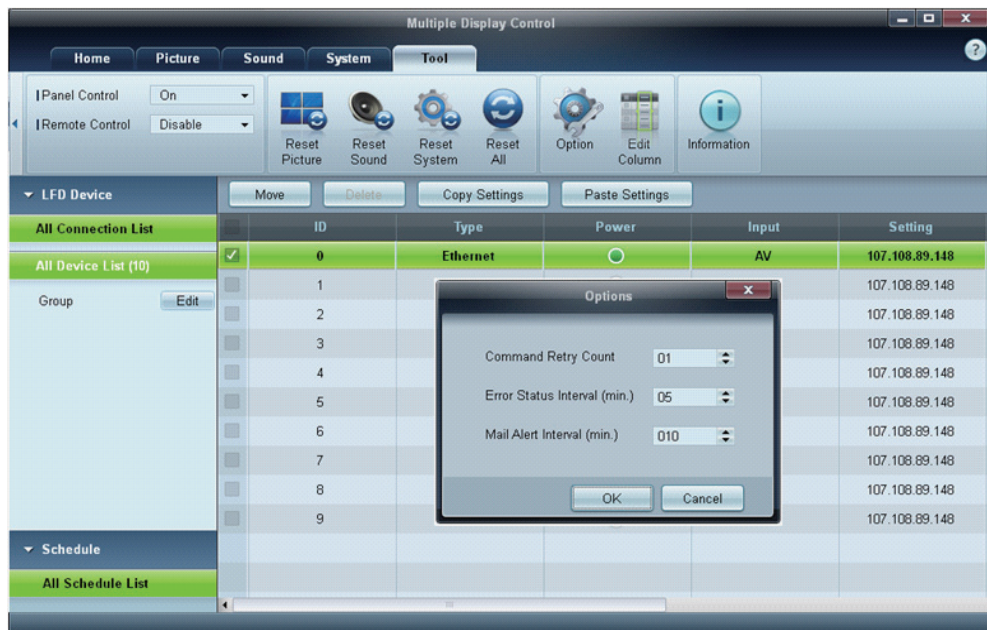 Multiple Display Control
Home Picture Sound System Tool
?
Panel Control On
Remote Control Disable
Reset Picture
Reset Sound
Reset System
Reset All
Option
Edit Column
Information
LFD Device
Move Delete Copy Settings Paste Settings
All Connection List
ID Type Power Input Setting
All Device List (10)
0 Ethernet AV 107.108.89.148
Group Edit
1 107.108.89.148
2 107.108.89.148
3 107.108.89.148
4 107.108.89.148
5 107.108.89.148
6 107.108.89.148
7 107.108.89.148
8 107.108.89.148
9 107.108.89.148
Options
Command Retry Count 01
Error Status Interval (min.) 05
Mail Alert Interval (min.) 010
OK Cancel
Schedule
All Schedule List